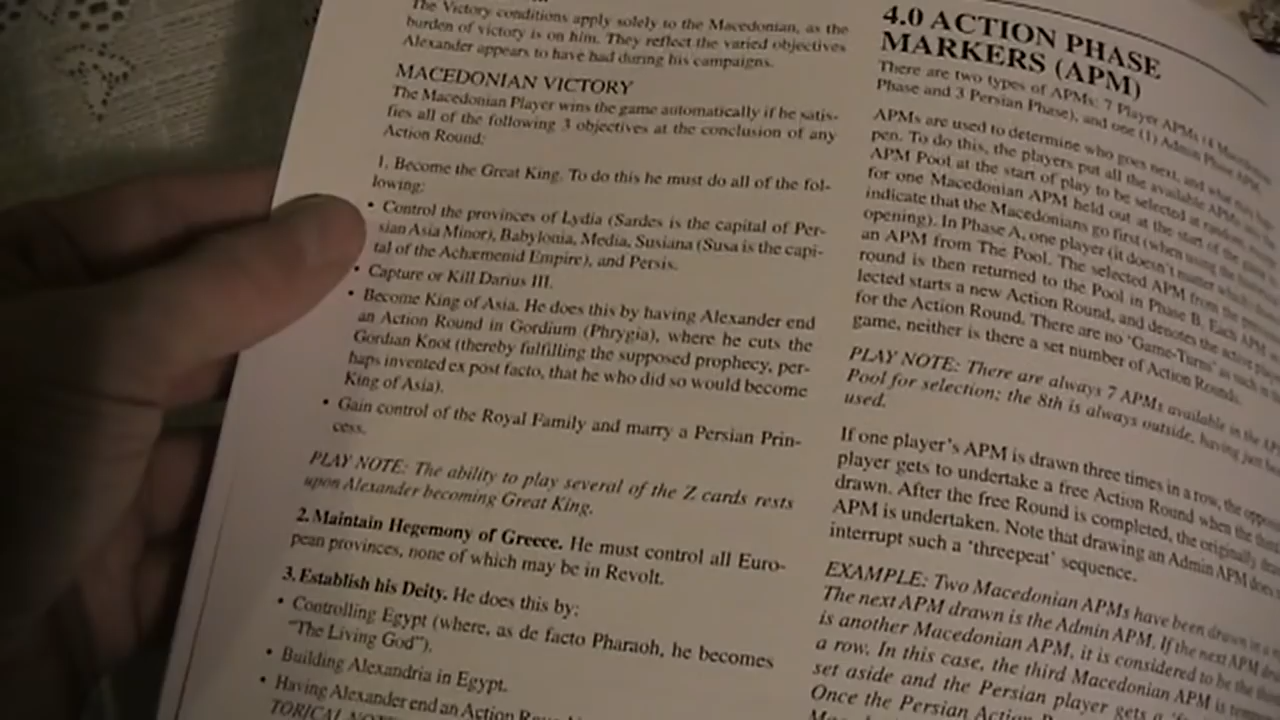 The Victory conditions apply solely to the Macedonian, as the
burden of victory is on him. They reflect the varied objectives
Alexander appears to have had during his campaigns.
MACEDONIAN VICTORY
The Macedonian Player wins the game automatically if he satis-
fies all of the following 3 objectives at the conclusion of any
Action Round:
1. Become the Great King. To do this he must do all of the fol-
lowing:
• Control the provinces of Lydia (Sardes is the capital of Per-
sian Asia Minor), Babylonia, Media, Susiana (Susa is the capi-
tal of the Achæmenid Empire), and Persis.
• Capture or Kill Darius III.
• Become King of Asia. He does this by having Alexander end
an Action Round in Gordium (Phrygia), where he cuts the
Gordian Knot (thereby fulfilling the supposed prophecy, per-
haps invented ex post facto, that he who did so would become
King of Asia).
• Gain control of the Royal Family and marry a Persian Prin-
cess.
PLAY NOTE: The ability to play several of the Z cards rests
upon Alexander becoming Great King.
2. Maintain Hegemony of Greece. He must control all Euro-
pean provinces, none of which may be in Revolt.
3. Establish his Deity. He does this by:
• Controlling Egypt (where, as de facto Pharaoh, he becomes
"The Living God").
• Building Alexandria in Egypt.
• Having Alexander end an Action
4.0 ACTION PHASE
MARKERS (APM)
There are two types of APMs: 7 Player APMs (4 Macedonian
Phase and 3 Persian Phase), and one (1) Admin Phase APM.
APMs are used to determine who goes next, and what may
pen. To do this, the players put all the available APMs
APM Pool at the start of play to be selected at random,
for one Macedonian APM held out at the start of the
indicate that the Macedonians go first (when using the
opening). In Phase A, one player (it doesn't matter which
an APM from The Pool. The selected APM from the
round is then returned to the Pool in Phase B. Each APM
lected starts a new Action Round, and denotes the active
for the Action Round. There are no 'Game-Turns' as such in
game, neither is there a set number of Action Rounds.
PLAY NOTE: There are always 7 APMs available in the APM
Pool for selection; the 8th is always outside, having just
used.
If one player's APM is drawn three times in a row, the
player gets to undertake a free Action Round when the
drawn. After the free Round is completed, the originally
APM is undertaken. Note that drawing an Admin APM does
interrupt such a 'threepeat' sequence.
EXAMPLE: Two Macedonian APMs have been drawn in a
The next APM drawn is the Admin APM. If the next APM
is another Macedonian APM, it is considered to be the
a row. In this case, the third Macedonian APM is
set aside and the Persian player gets a
Once the Persian Action